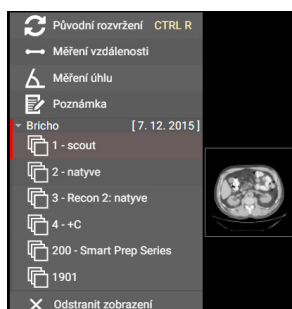 Původní rozvržení CTRL R
Měření vzdálenosti
Měření úhlu
Poznámka
Bricho [ 7. 12. 2015 ]
1 - scout
2 - natyve
3 - Recon 2: natyve
4 - +C
200 - Smart Prep Series
1901
Odstranit zobrazení